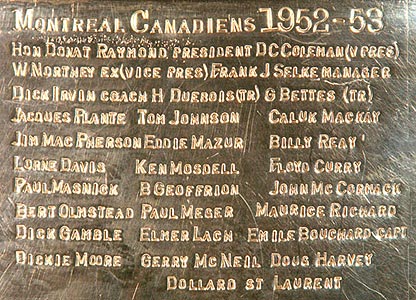 MONTREAL CANADIENS 1952-53
HON DONAT RAYMOND PRESIDENT DC COLEMAN (V PRES)
W NORTHEY EX (VICE PRES) FRANK J SELKE MANAGER
DICK IRVIN COACH H DUEBOIS (TR) G BETTES (TR)
JACQUES PLANTE TOM JOHNSON CALUK MACKAY
JIM MAC PHERSON EDDIE MAZUR BILLY REAY
LORNE DAVIS KEN MOSDELL FLOYD CURRY
PAUL MASNICK B GEOFFRION JOHN MC CORMACK
BERT OLMSTEAD PAUL MEGER MAURICE RICHARD
DICK GAMBLE ELMER LACH EMILE BOUCHARD CAPT
DICKIE MOORE GERRY MC NEIL DOUG HARVEY
DOLLARD ST LAURENT